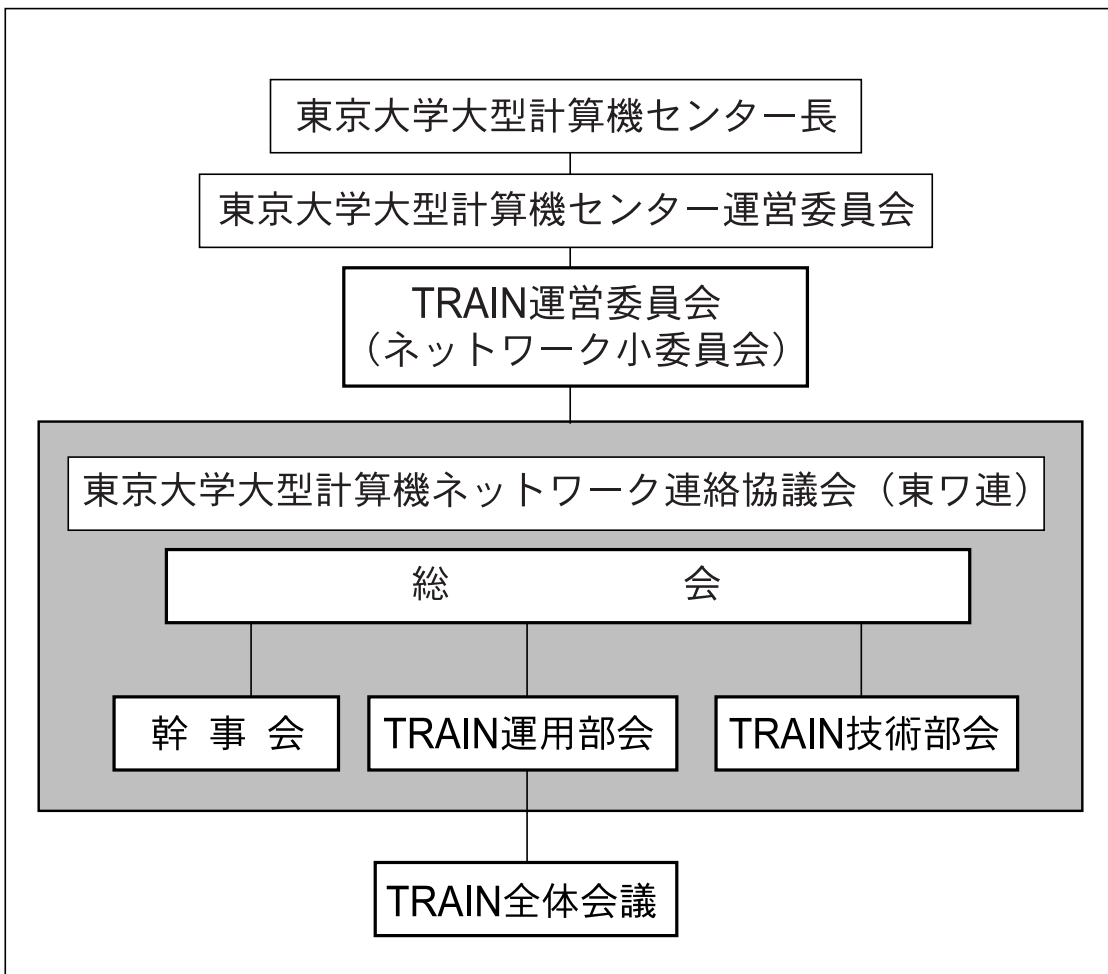 東京大学大型計算機センター長
東京大学大型計算機センター運営委員会
TRAIN運営委員会
（ネットワーク小委員会）
東京大学大型計算機ネットワーク連絡協議会（東ワ連）
総　会
幹 事 会
TRAIN運用部会
TRAIN技術部会
TRAIN全体会議